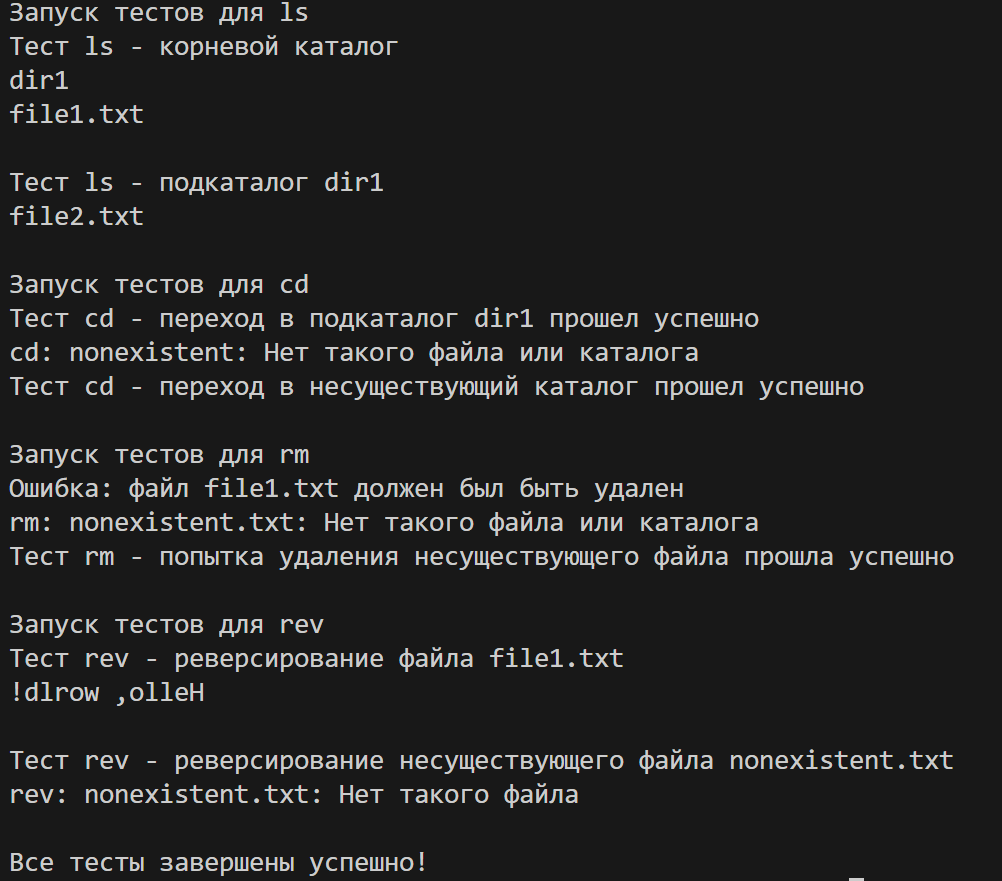 Запуск тестов для ls
Тест ls - корневой каталог
dir1
file1.txt
Тест ls - подкаталог dir1
file2.txt
Запуск тестов для cd
Тест cd - переход в подкаталог dir1 прошел успешно
cd: nonexistent: Нет такого файла или каталога
Тест cd - переход в несуществующий каталог прошел успешно
Запуск тестов для rm
Ошибка: файл file1.txt должен был быть удален
rm: nonexistent.txt: Нет такого файла или каталога
Тест rm - попытка удаления несуществующего файла прошла успешно
Запуск тестов для rev
Тест rev - реверсирование файла file1.txt
!dlrow ,olleH
Тест rev - реверсирование несуществующего файла nonexistent.txt
rev: nonexistent.txt: Нет такого файла
Все тесты завершены успешно!